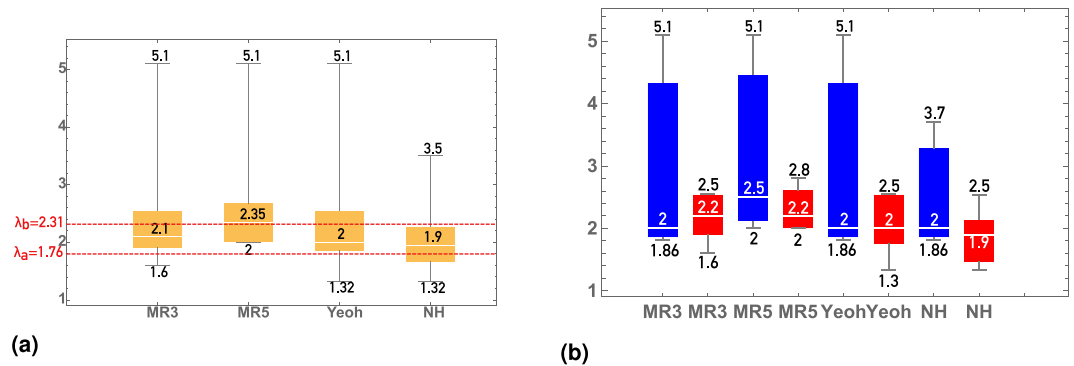 5.1 5.1 5.1
5
4
3.5
3
2.35
λb=2.31
2.1
2
1.9
2
λa=1.76
2
1.6
1.32
1.32
1
MR3 MR5 Yeoh NH
(a)
5.1 5.1 5.1
5
4
3.7
3
2.8
2.5 2.5 2.5
2.5
2.2 2.2
2
2 2 2 2
1.9
1.86 2 2 1.86 1.86
1.6
1.3
1
MR3 MR3 MR5 MR5 Yeoh Yeoh NH NH
(b)